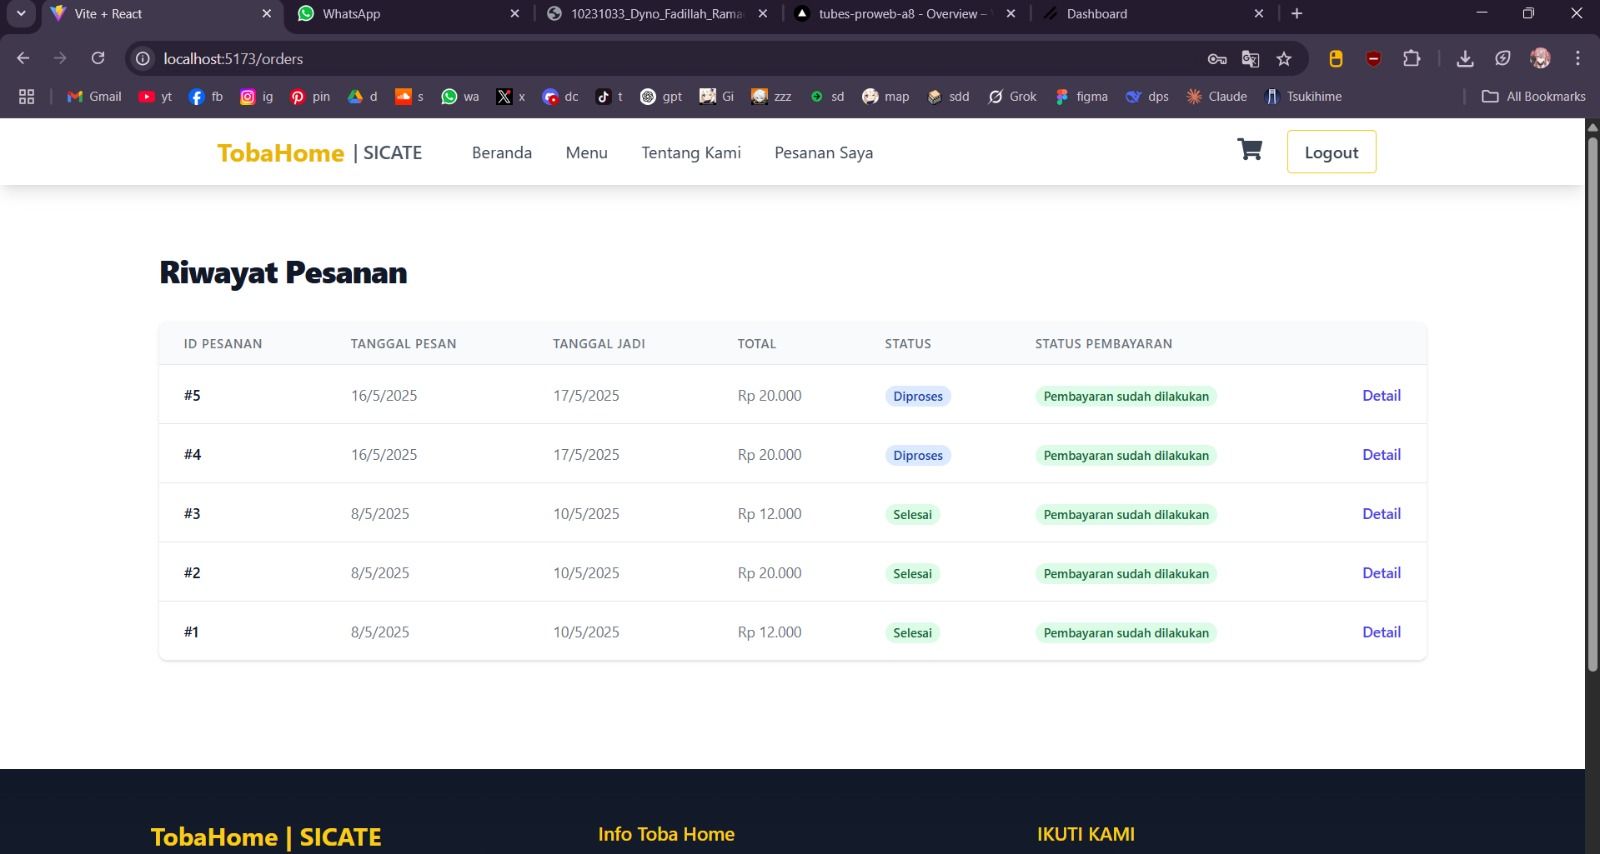 Vite + React
WhatsApp
10231033_Dyno_Fadillah_Rama
tubes-proweb-a8 - Overview –
Dashboard
localhost:5173/orders
Gmail yt fb ig pin d s wa x dc t gpt Gi zzz sd map sdd Grok figma dps Claude Tsukihime All Bookmarks
TobaHome | SICATE Beranda Menu Tentang Kami Pesanan Saya Logout
Riwayat Pesanan
ID PESANAN TANGGAL PESAN TANGGAL JADI TOTAL STATUS STATUS PEMBAYARAN
#5 16/5/2025 17/5/2025 Rp 20.000 Diproses Pembayaran sudah dilakukan Detail
#4 16/5/2025 17/5/2025 Rp 20.000 Diproses Pembayaran sudah dilakukan Detail
#3 8/5/2025 10/5/2025 Rp 12.000 Selesai Pembayaran sudah dilakukan Detail
#2 8/5/2025 10/5/2025 Rp 20.000 Selesai Pembayaran sudah dilakukan Detail
#1 8/5/2025 10/5/2025 Rp 12.000 Selesai Pembayaran sudah dilakukan Detail
TobaHome | SICATE Info Toba Home IKUTI KAMI